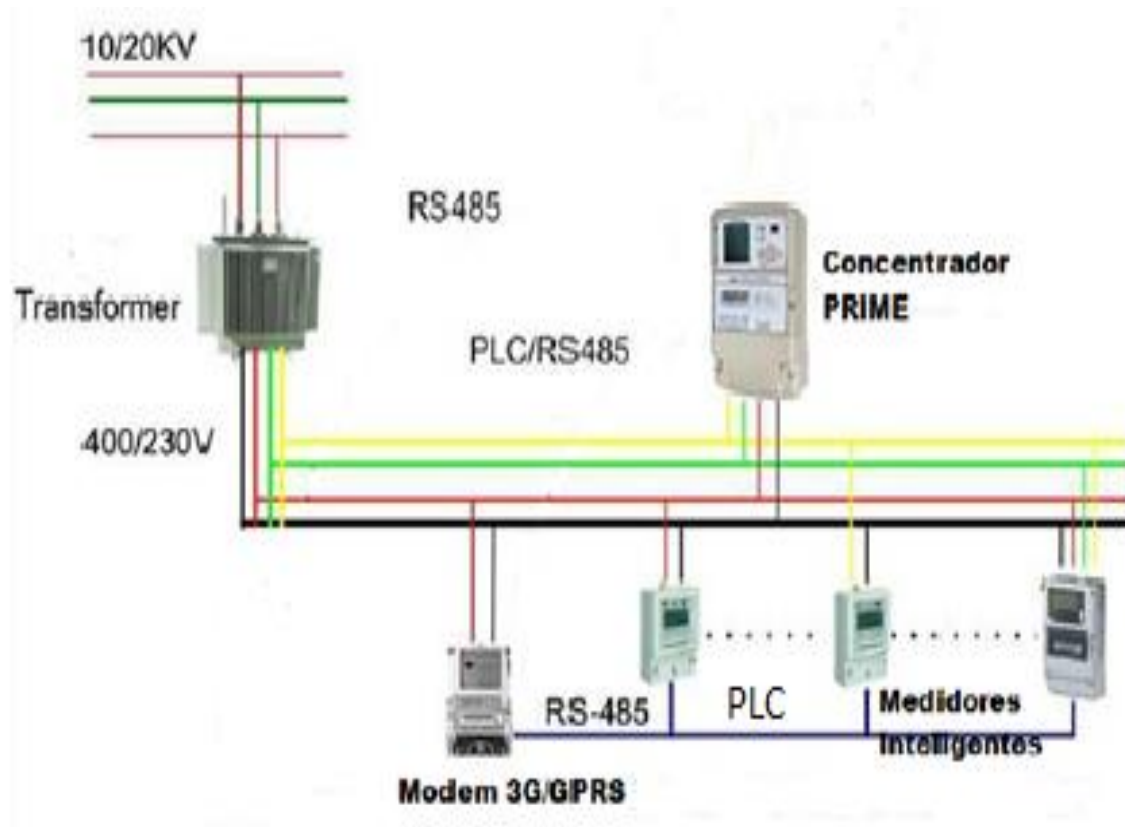 10/20KV
RS485
Concentrador
PRIME
Transformer
PLC/RS485
400/230V
RS-485
PLC
Medidores
Inteligentes
Modem 3G/GPRS